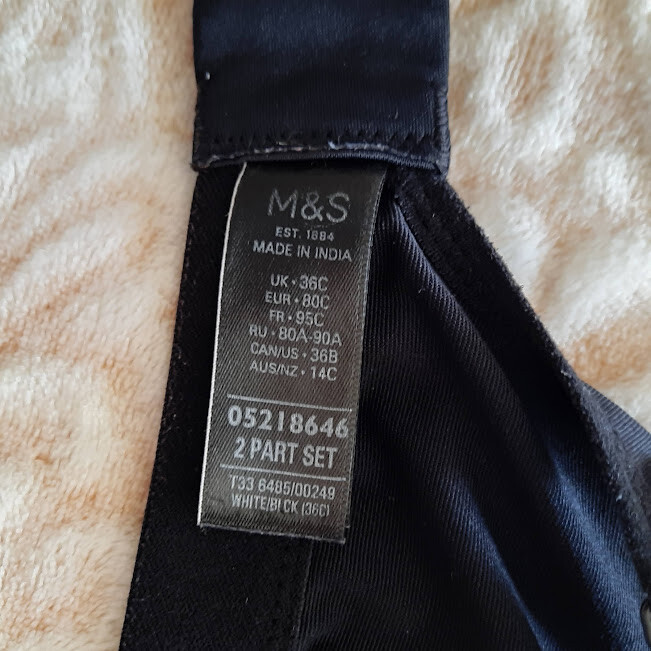 M&S
EST. 1884
MADE IN INDIA
UK • 36C
EUR • 80C
FR • 95C
RU • 80A-90A
CAN/US • 36B
AUS/NZ • 14C
05218646
2 PART SET
T33 6485/00249
WHITE/BLCK (36C)